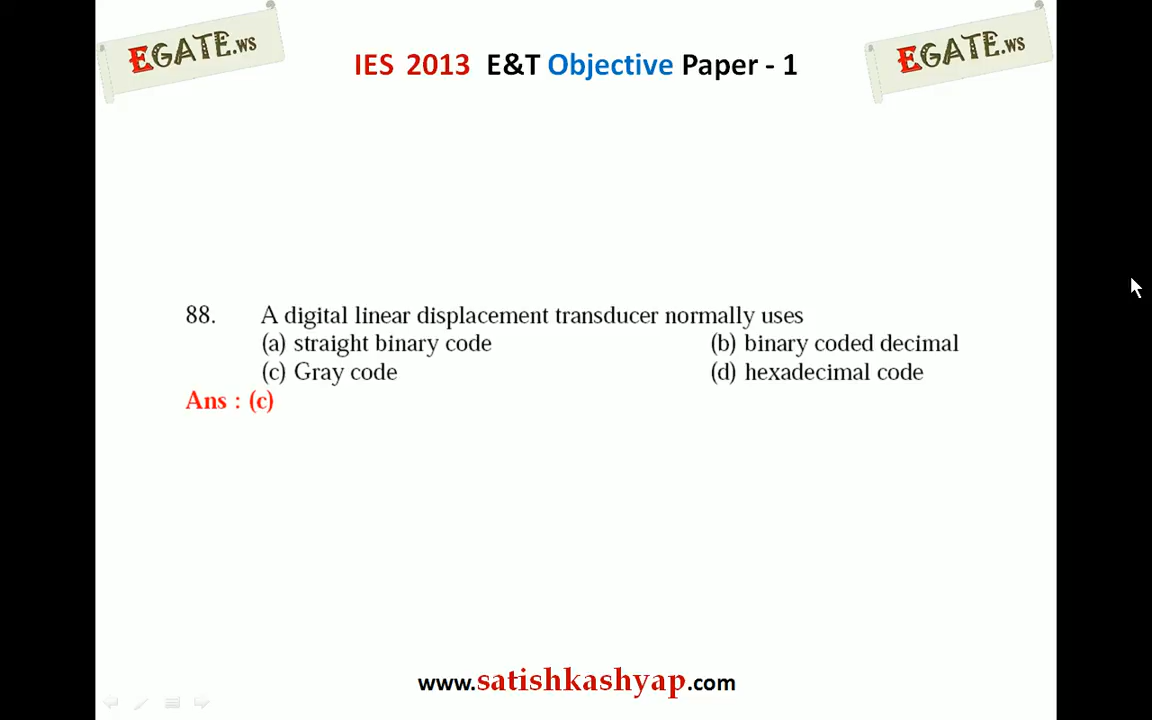 EGATE.ws
IES 2013 E&T Objective Paper - 1
EGATE.ws
88. A digital linear displacement transducer normally uses
(a) straight binary code (b) binary coded decimal
(c) Gray code (d) hexadecimal code
Ans : (c)
www.satishkashyap.com